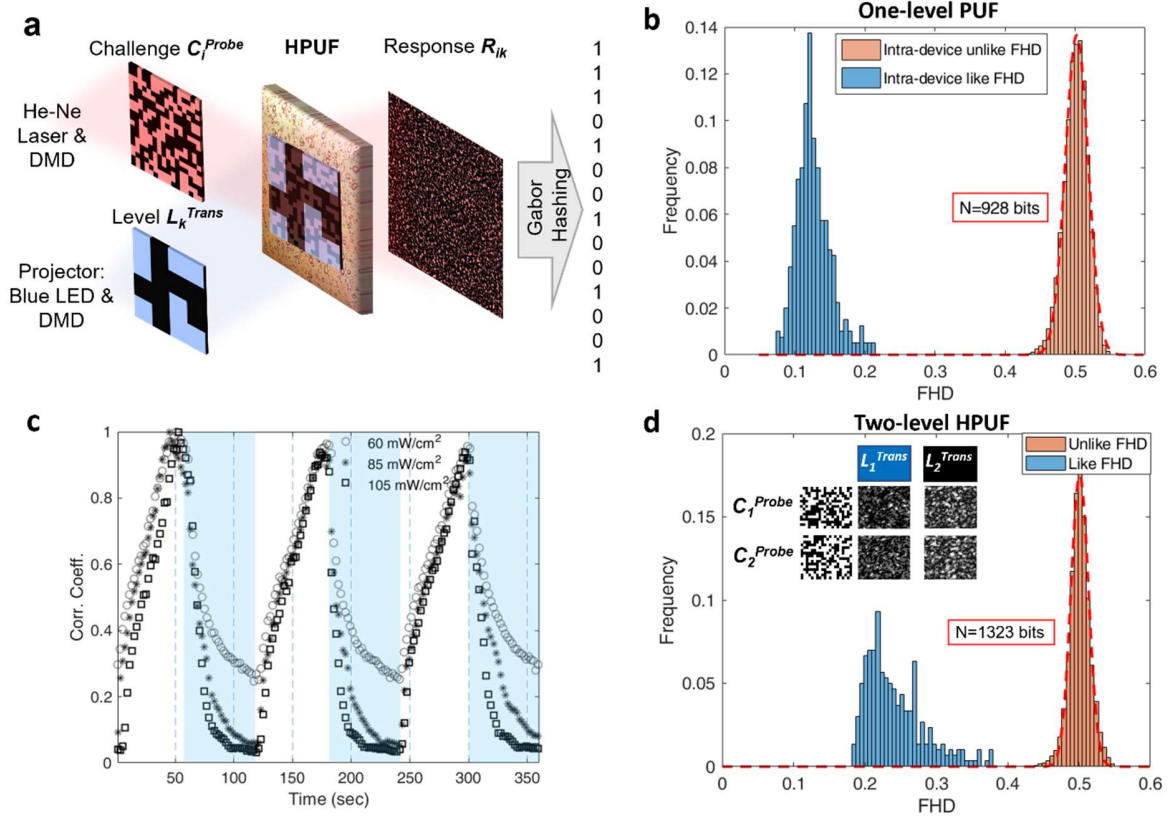 a
Challenge C_i^Probe
HPUF
Response R_ik
He-Ne
Laser &
DMD
Level L_k^Trans
Projector:
Blue LED &
DMD
Gabor
Hashing
1
1
1
0
1
0
0
1
0
0
0
1
0
0
1
b
One-level PUF
Intra-device unlike FHD
Intra-device like FHD
N=928 bits
Frequency
0.14
0.12
0.1
0.08
0.06
0.04
0.02
0
0 0.1 0.2 0.3 0.4 0.5 0.6
FHD
c
60 mW/cm²
85 mW/cm²
105 mW/cm²
Corr. Coeff.
1
0.8
0.6
0.4
0.2
0
50 100 150 200 250 300 350
Time (sec)
d
Two-level HPUF
Unlike FHD
Like FHD
L_1^Trans L_2^Trans
C_1^Probe
C_2^Probe
N=1323 bits
Frequency
0.2
0.15
0.1
0.05
0
0 0.1 0.2 0.3 0.4 0.5 0.6
FHD